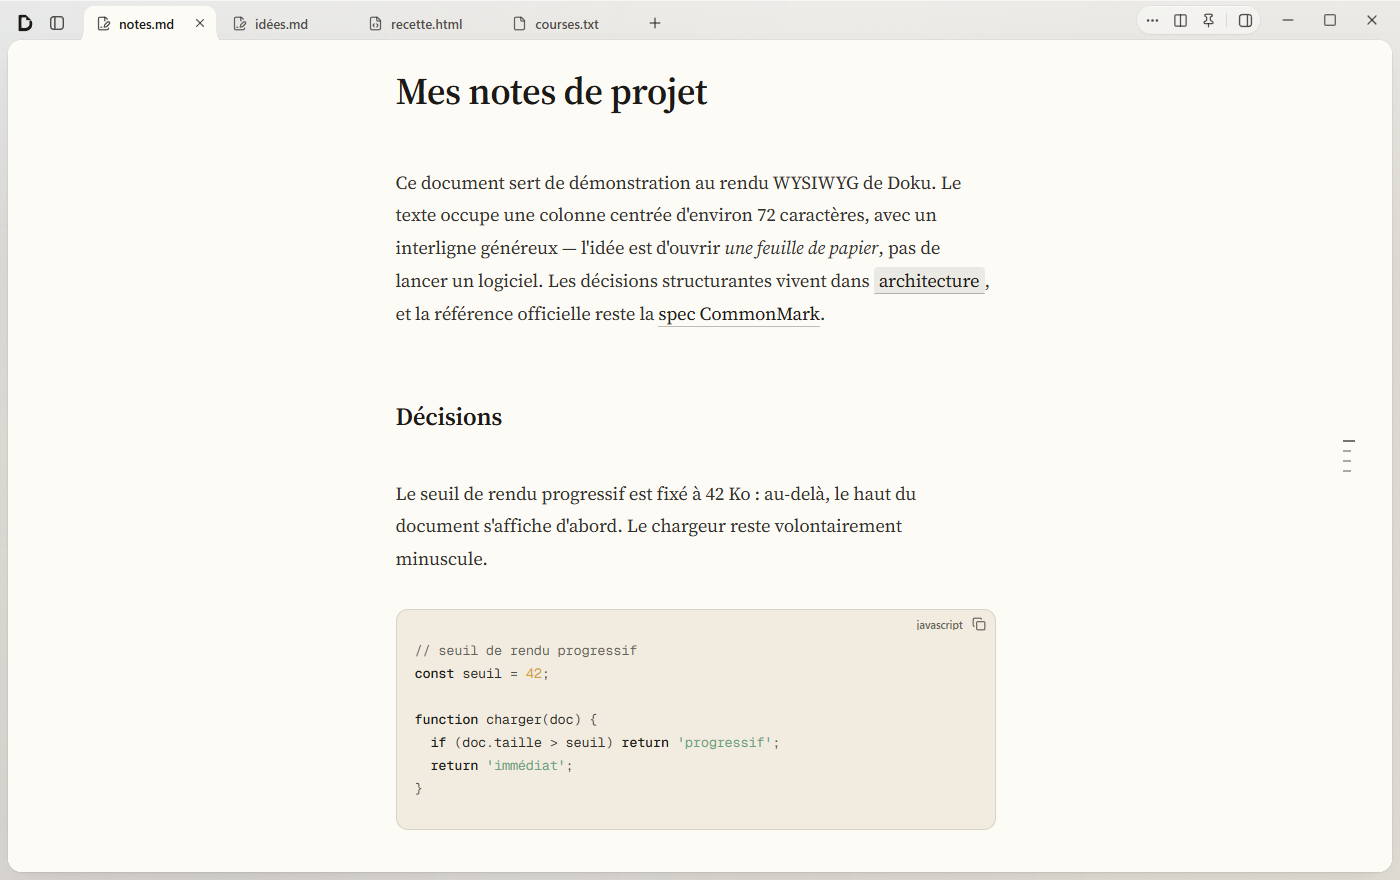 notes.md idées.md recette.html courses.txt
Mes notes de projet
Ce document sert de démonstration au rendu WYSIWYG de Doku. Le
texte occupe une colonne centrée d'environ 72 caractères, avec un
interligne généreux — l'idée est d'ouvrir une feuille de papier, pas de
lancer un logiciel. Les décisions structurantes vivent dans architecture,
et la référence officielle reste la spec CommonMark.
Décisions
Le seuil de rendu progressif est fixé à 42 Ko : au-delà, le haut du
document s'affiche d'abord. Le chargeur reste volontairement
minuscule.
javascript
// seuil de rendu progressif
const seuil = 42;
function charger(doc) {
  if (doc.taille > seuil) return 'progressif';
  return 'immédiat';
}